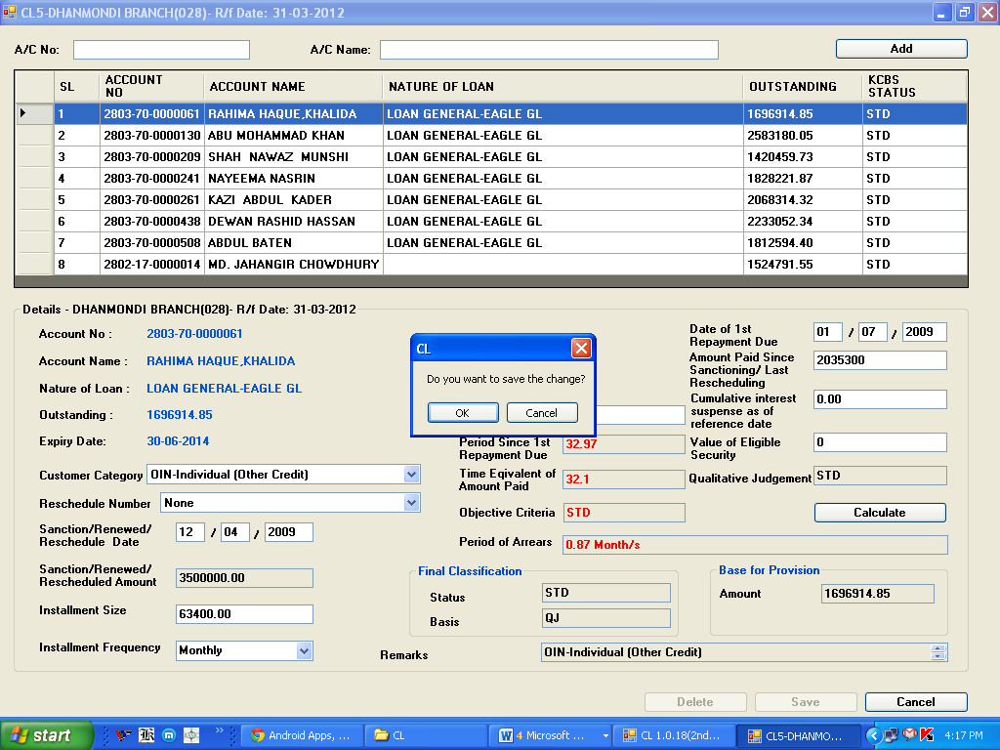 CL5-DHANMONDI BRANCH(028)- R/f Date: 31-03-2012
A/C No: A/C Name: Add
SL ACCOUNT NO ACCOUNT NAME NATURE OF LOAN OUTSTANDING KCBS STATUS
1 2803-70-0000061 RAHIMA HAQUE,KHALIDA LOAN GENERAL-EAGLE GL 1696914.85 STD
2 2803-70-0000130 ABU MOHAMMAD KHAN LOAN GENERAL-EAGLE GL 2583180.05 STD
3 2803-70-0000209 SHAH NAWAZ MUNSHI LOAN GENERAL-EAGLE GL 1420459.73 STD
4 2803-70-0000241 NAYEEMA NASRIN LOAN GENERAL-EAGLE GL 1828221.87 STD
5 2803-70-0000261 KAZI ABDUL KADER LOAN GENERAL-EAGLE GL 2068314.32 STD
6 2803-70-0000438 DEWAN RASHID HASSAN LOAN GENERAL-EAGLE GL 2233052.34 STD
7 2803-70-0000508 ABDUL BATEN LOAN GENERAL-EAGLE GL 1812594.40 STD
8 2802-17-0000014 MD. JAHANGIR CHOWDHURY 1524791.55 STD
Details - DHANMONDI BRANCH(028)- R/f Date: 31-03-2012
Account No : 2803-70-0000061
Account Name : RAHIMA HAQUE,KHALIDA
Nature of Loan : LOAN GENERAL-EAGLE GL
Outstanding : 1696914.85
Expiry Date: 30-06-2014
Customer Category OIN-Individual (Other Credit)
Reschedule Number None
Sanction/Renewed/
Reschedule Date 12 / 04 / 2009
Sanction/Renewed/
Rescheduled Amount 3500000.00
Installment Size 63400.00
Installment Frequency Monthly
CL
Do you want to save the change?
OK Cancel
Period Since 1st
Repayment Due 32.97
Time Eqivalent of
Amount Paid 32.1
Objective Criteria STD
Period of Arrears 0.87 Month/s
Date of 1st
Repayment Due 01 / 07 / 2009
Amount Paid Since
Sanctioning/ Last
Rescheduling 2035300
Cumulative interest
suspense as of
reference date 0.00
Value of Eligible
Security 0
Qualitative Judgement STD
Calculate
Final Classification
Status STD
Basis QJ
Base for Provision
Amount 1696914.85
Remarks OIN-Individual (Other Credit)
Delete Save Cancel
start Android Apps, ... CL 4 Microsoft ... CL 1.0.18(2nd... CL5-DHANMO... 4:17 PM